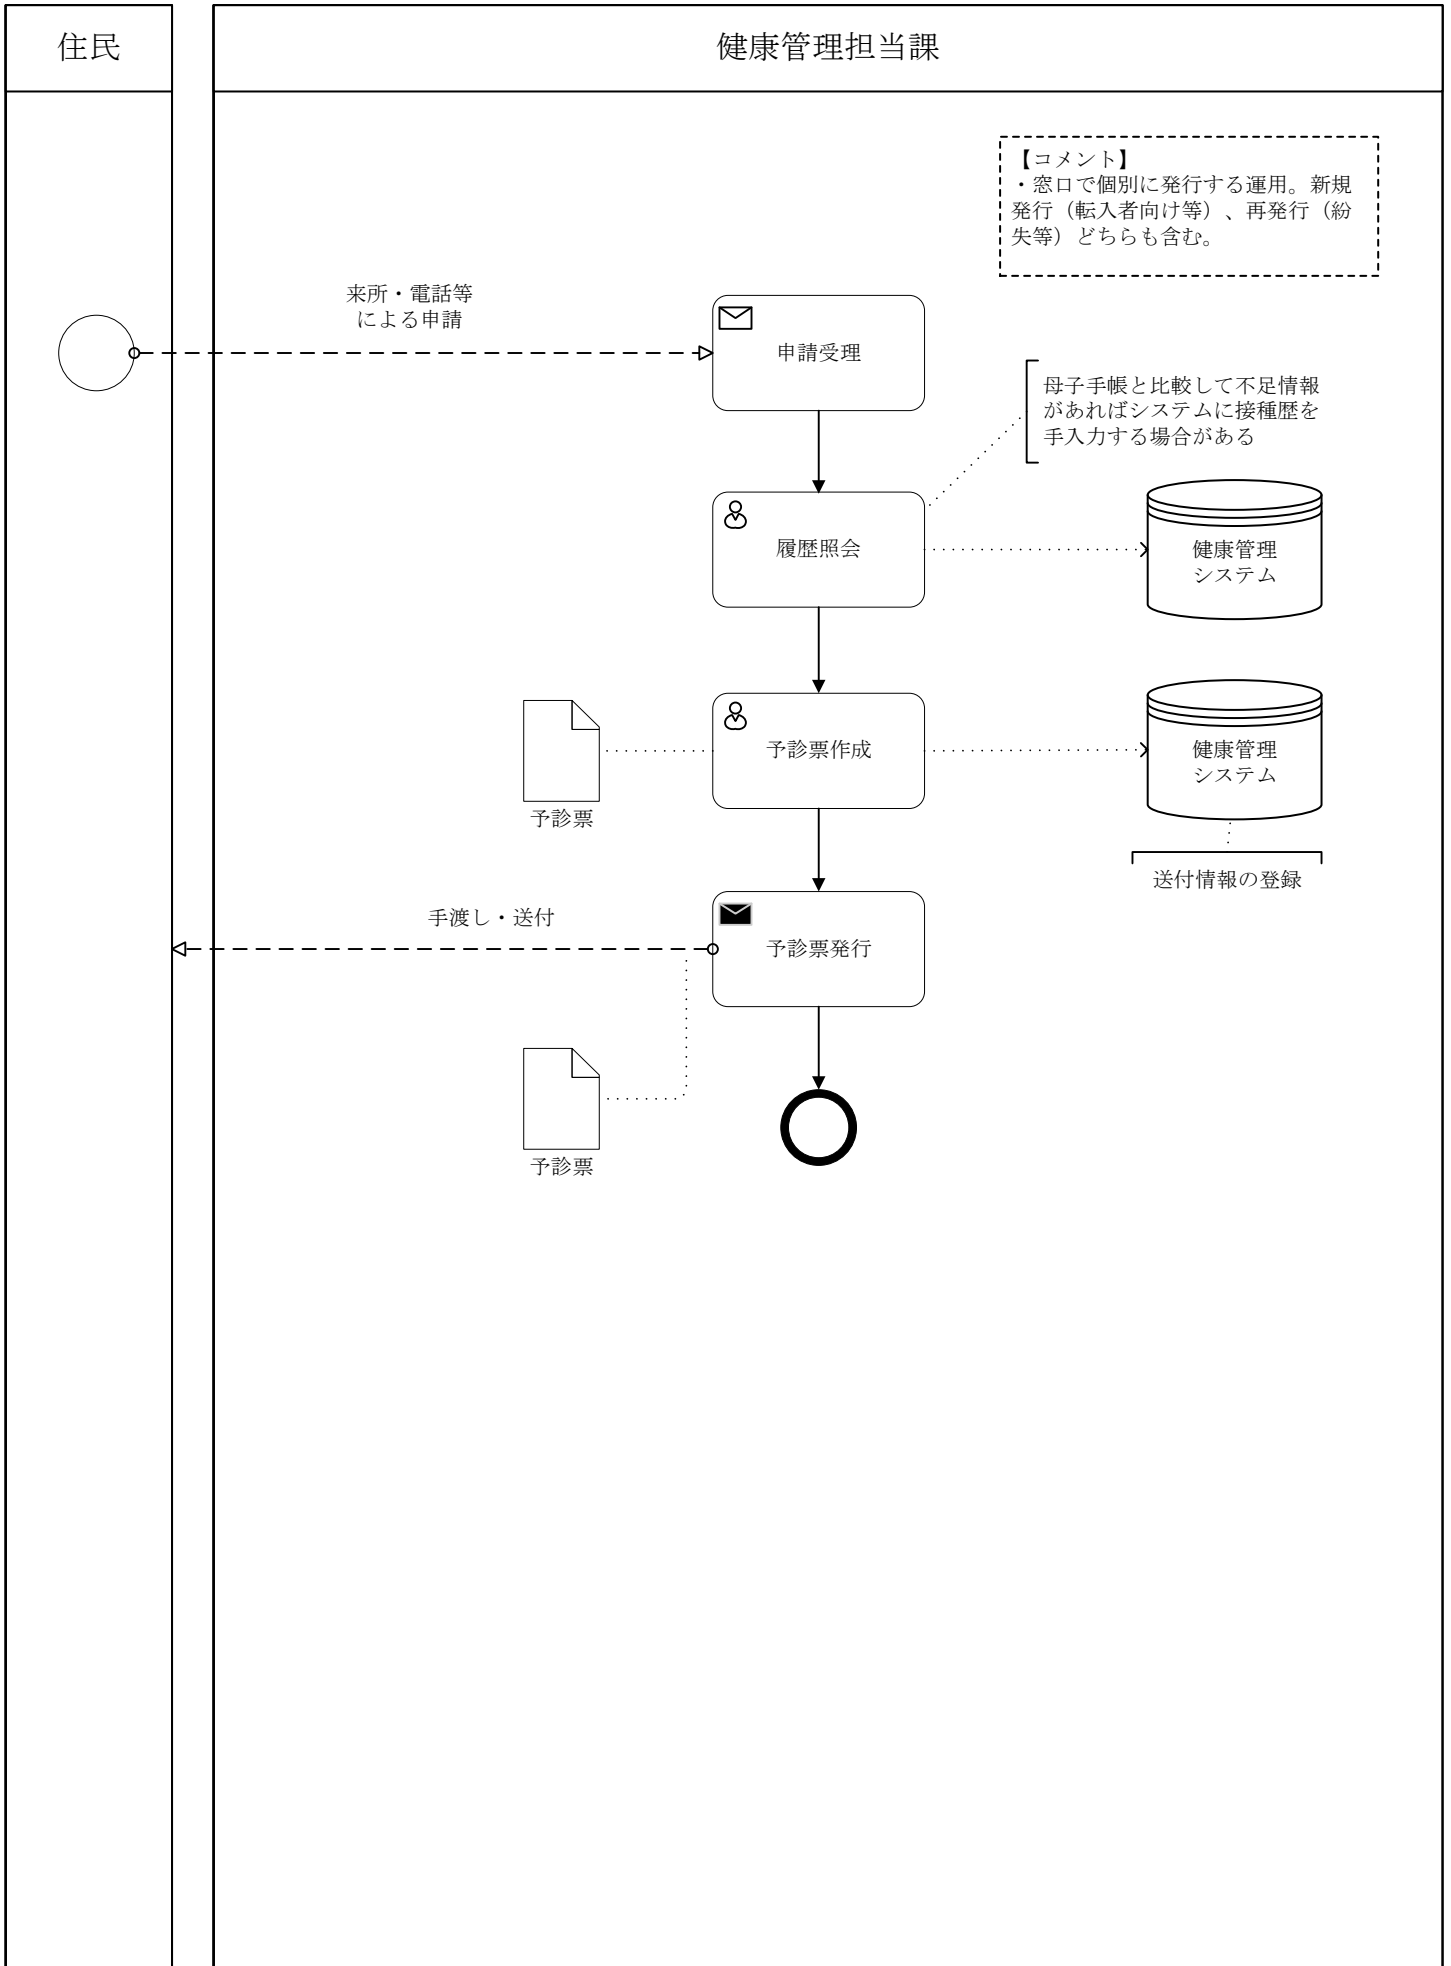 住民
健康管理担当課
【コメント】
・窓口で個別に発行する運用。新規
発行（転入者向け等）、再発行（紛
失等）どちらも含む。
来所・電話等
による申請
申請受理
母子手帳と比較して不足情報
があればシステムに接種歴を
手入力する場合がある
履歴照会
健康管理
システム
予診票作成
健康管理
システム
予診票
送付情報の登録
手渡し・送付
予診票発行
予診票